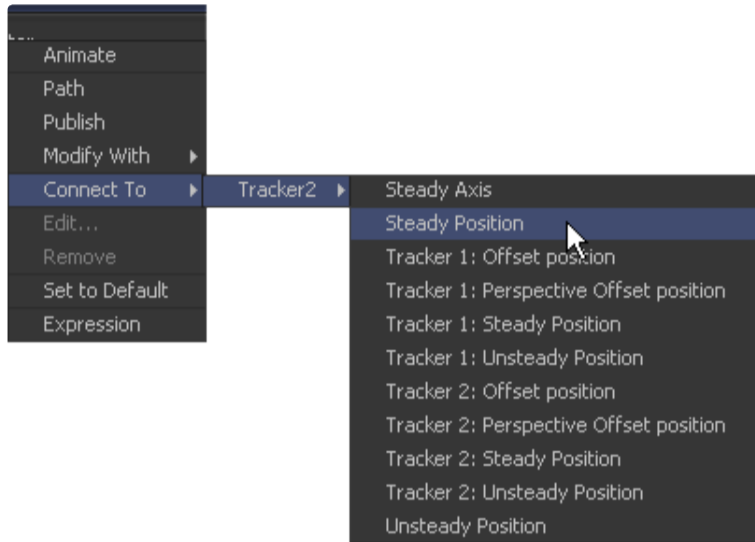 Animate
Path
Publish
Modify With
Connect To
Edit...
Remove
Set to Default
Expression
Tracker2
Steady Axis
Steady Position
Tracker 1: Offset position
Tracker 1: Perspective Offset position
Tracker 1: Steady Position
Tracker 1: Unsteady Position
Tracker 2: Offset position
Tracker 2: Perspective Offset position
Tracker 2: Steady Position
Tracker 2: Unsteady Position
Unsteady Position